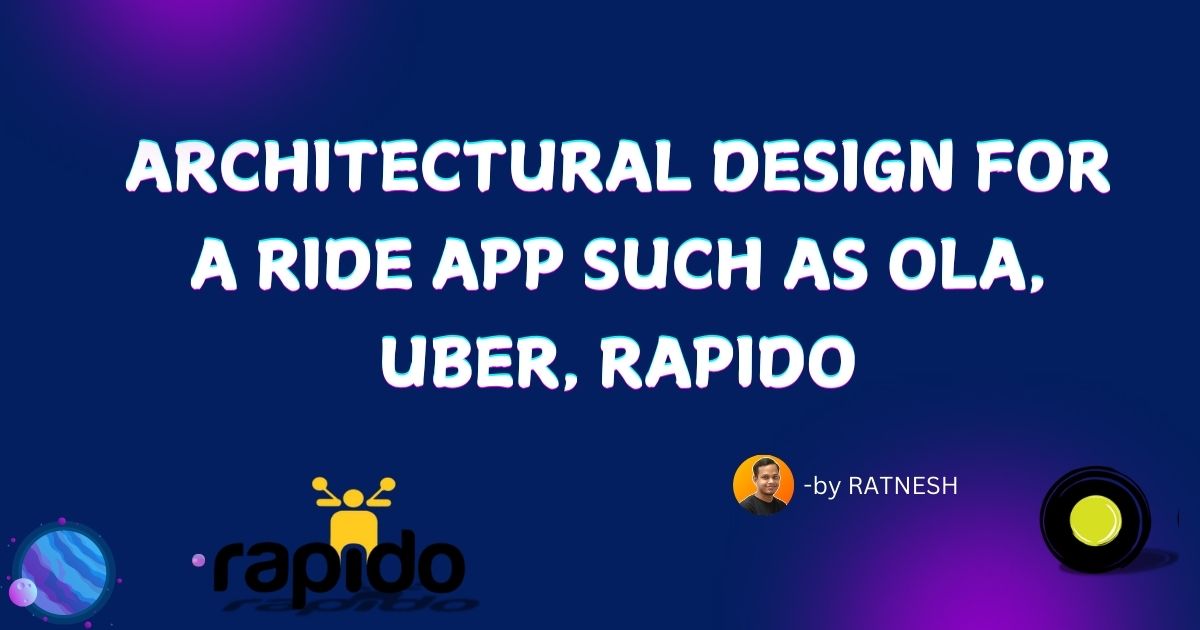 ARCHITECTURAL DESIGN FOR
A RIDE APP SUCH AS OLA,
UBER, RAPIDO
-by RATNESH
rapido